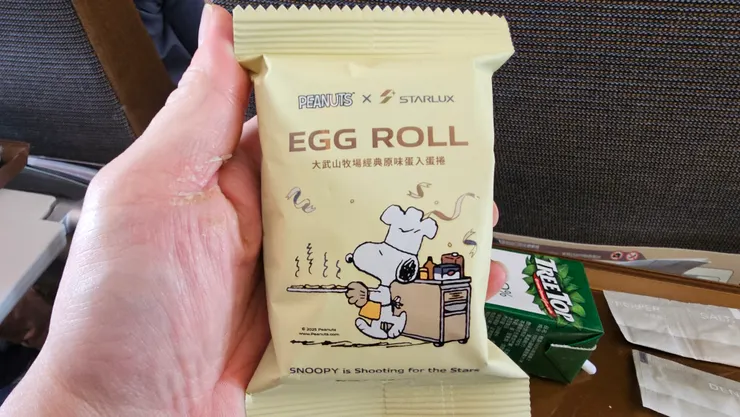 PEANUTS × STARLUX
EGG ROLL
大武山牧場經典原味蛋入蛋捲
© 2025 Peanuts
www.Peanuts.com
SNOOPY is Shooting for the Stars
TREE TOP
PEPPER
SALT